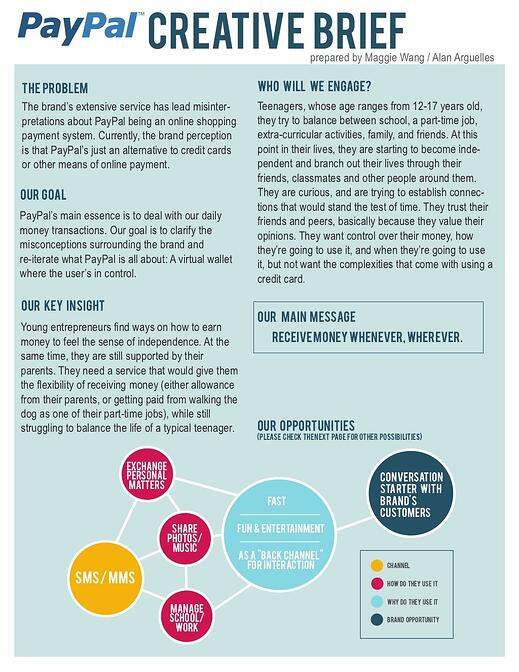 PayPal™ CREATIVE BRIEF
prepared by Maggie Wang / Alan Arguelles
THE PROBLEM
The brand's extensive service has lead misinter-
pretations about PayPal being an online shopping
payment system. Currently, the brand perception
is that PayPal's just an alternative to credit cards
or other means of online payment.
OUR GOAL
PayPal's main essence is to deal with our daily
money transactions. Our goal is to clarify the
misconceptions surrounding the brand and
re-iterate what PayPal is all about: A virtual wallet
where the user's in control.
OUR KEY INSIGHT
Young entrepreneurs find ways on how to earn
money to feel the sense of independence. At the
same time, they are still supported by their
parents. They need a service that would give them
the flexibility of receiving money (either allowance
from their parents, or getting paid from walking the
dog as one of their part-time jobs), while still
struggling to balance the life of a typical teenager.
WHO WILL WE ENGAGE?
Teenagers, whose age ranges from 12-17 years old,
they try to balance between school, a part-time job,
extra-curricular activities, family, and friends. At this
point in their lives, they are starting to become inde-
pendent and branch out their lives through their
friends, classmates and other people around them.
They are curious, and are trying to establish connec-
tions that would stand the test of time. They trust their
friends and peers, basically because they value their
opinions. They want control over their money, how
they're going to use it, and when they're going to use
it, but not want the complexities that come with using a
credit card.
OUR MAIN MESSAGE
RECEIVE MONEY WHENEVER, WHEREVER.
OUR OPPORTUNITIES
(PLEASE CHECK THE NEXT PAGE FOR OTHER POSSIBILITIES)
EXCHANGE
PERSONAL
MATTERS
SHARE
PHOTOS/
MUSIC
SMS/MMS
MANAGE
SCHOOL/
WORK
FAST
FUN & ENTERTAINMENT
AS A "BACK CHANNEL"
FOR INTERACTION
CONVERSATION
STARTER WITH
BRAND'S
CUSTOMERS
CHANNEL
HOW DO THEY USE IT
WHY DO THEY USE IT
BRAND OPPORTUNITY